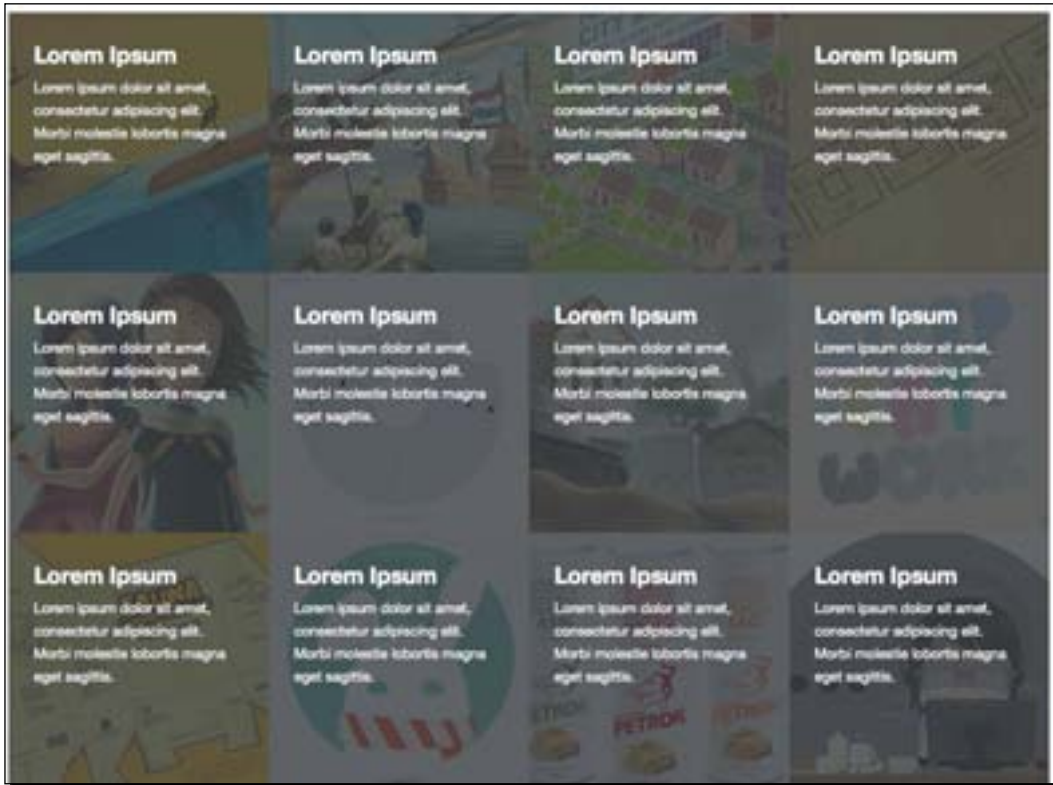 Lorem Ipsum
Lorem ipsum dolor sit amet,
consectetur adipiscing elit.
Morbi molestie lobortis magna
eget sagittis.
Lorem Ipsum
Lorem ipsum dolor sit amet,
consectetur adipiscing elit.
Morbi molestie lobortis magna
eget sagittis.
CITY
Lorem Ipsum
Lorem ipsum dolor sit amet,
consectetur adipiscing elit.
Morbi molestie lobortis magna
eget sagittis.
Lorem Ipsum
Lorem ipsum dolor sit amet,
consectetur adipiscing elit.
Morbi molestie lobortis magna
eget sagittis.
Lorem Ipsum
Lorem ipsum dolor sit amet,
consectetur adipiscing elit.
Morbi molestie lobortis magna
eget sagittis.
Lorem Ipsum
Lorem ipsum dolor sit amet,
consectetur adipiscing elit.
Morbi molestie lobortis magna
eget sagittis.
Lorem Ipsum
Lorem ipsum dolor sit amet,
consectetur adipiscing elit.
Morbi molestie lobortis magna
eget sagittis.
Lorem Ipsum
Lorem ipsum dolor sit amet,
consectetur adipiscing elit.
Morbi molestie lobortis magna
eget sagittis.
WORK
Lorem Ipsum
Lorem ipsum dolor sit amet,
consectetur adipiscing elit.
Morbi molestie lobortis magna
eget sagittis.
Lorem Ipsum
Lorem ipsum dolor sit amet,
consectetur adipiscing elit.
Morbi molestie lobortis magna
eget sagittis.
Lorem Ipsum
Lorem ipsum dolor sit amet,
consectetur adipiscing elit.
Morbi molestie lobortis magna
eget sagittis.
PETRON
Lorem Ipsum
Lorem ipsum dolor sit amet,
consectetur adipiscing elit.
Morbi molestie lobortis magna
eget sagittis.